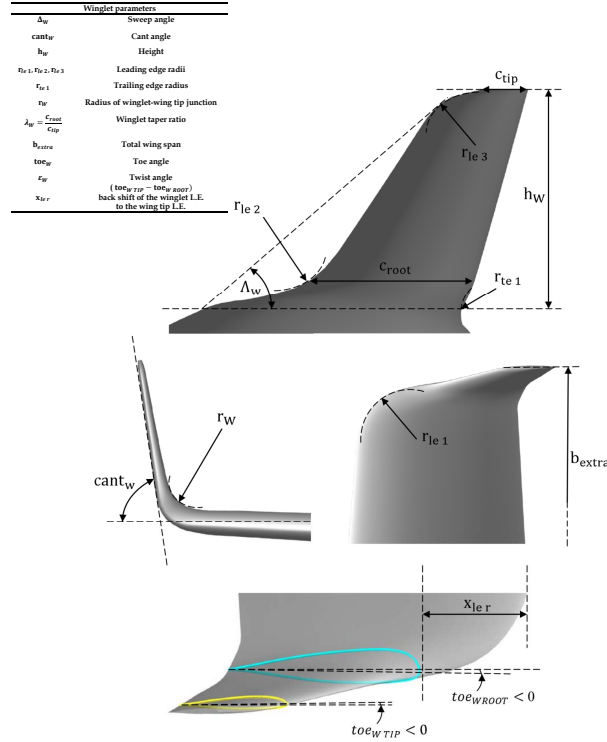 Winglet parameters
Δw Sweep angle
cantw Cant angle
hw Height
rle 1, rle 2, rle 3 Leading edge radii
rte 1 Trailing edge radius
rw Radius of winglet-wing tip junction
λw = croot / ctip Winglet taper ratio
bextra Total wing span
toew Toe angle
εw Twist angle
(toeW TIP − toeW ROOT)
xle r back shift of the winglet L.E.
to the wing tip L.E.
ctip
rle 3
hW
rle 2
croot
Λw
rte 1
rW
cantw
rle 1
bextra
xle r
toeWROOT < 0
toeW TIP < 0